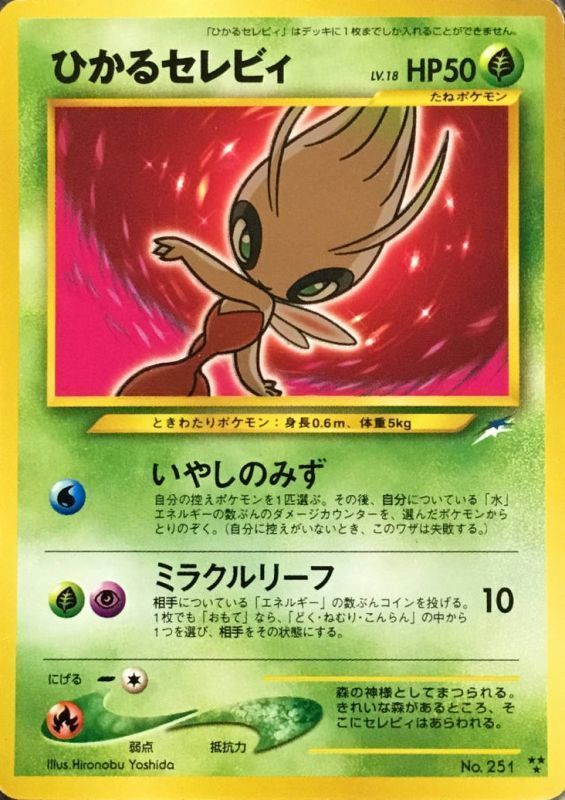 「ひかるセレビィ」はデッキに1枚までしか入れることができません。
ひかるセレビィ LV.18 HP50
たねポケモン
ときわたりポケモン：身長0.6m、体重5kg
いやしのみず
自分の控えポケモンを1匹選ぶ。その後、自分についている「水」
エネルギーの数ぶんのダメージカウンターを、選んだポケモンから
とりのぞく。（自分に控えがいないとき、このワザは失敗する。）
ミラクルリーフ 10
相手についている「エネルギー」の数ぶんコインを投げる。
1枚でも「おもて」なら、「どく・ねむり・こんらん」の中から
1つを選び、相手をその状態にする。
にげる
弱点 抵抗力
森の神様としてまつられる。
きれいな森があるところ、そ
こにセレビィはあらわれる。
Illus.Hironobu Yoshida No. 251